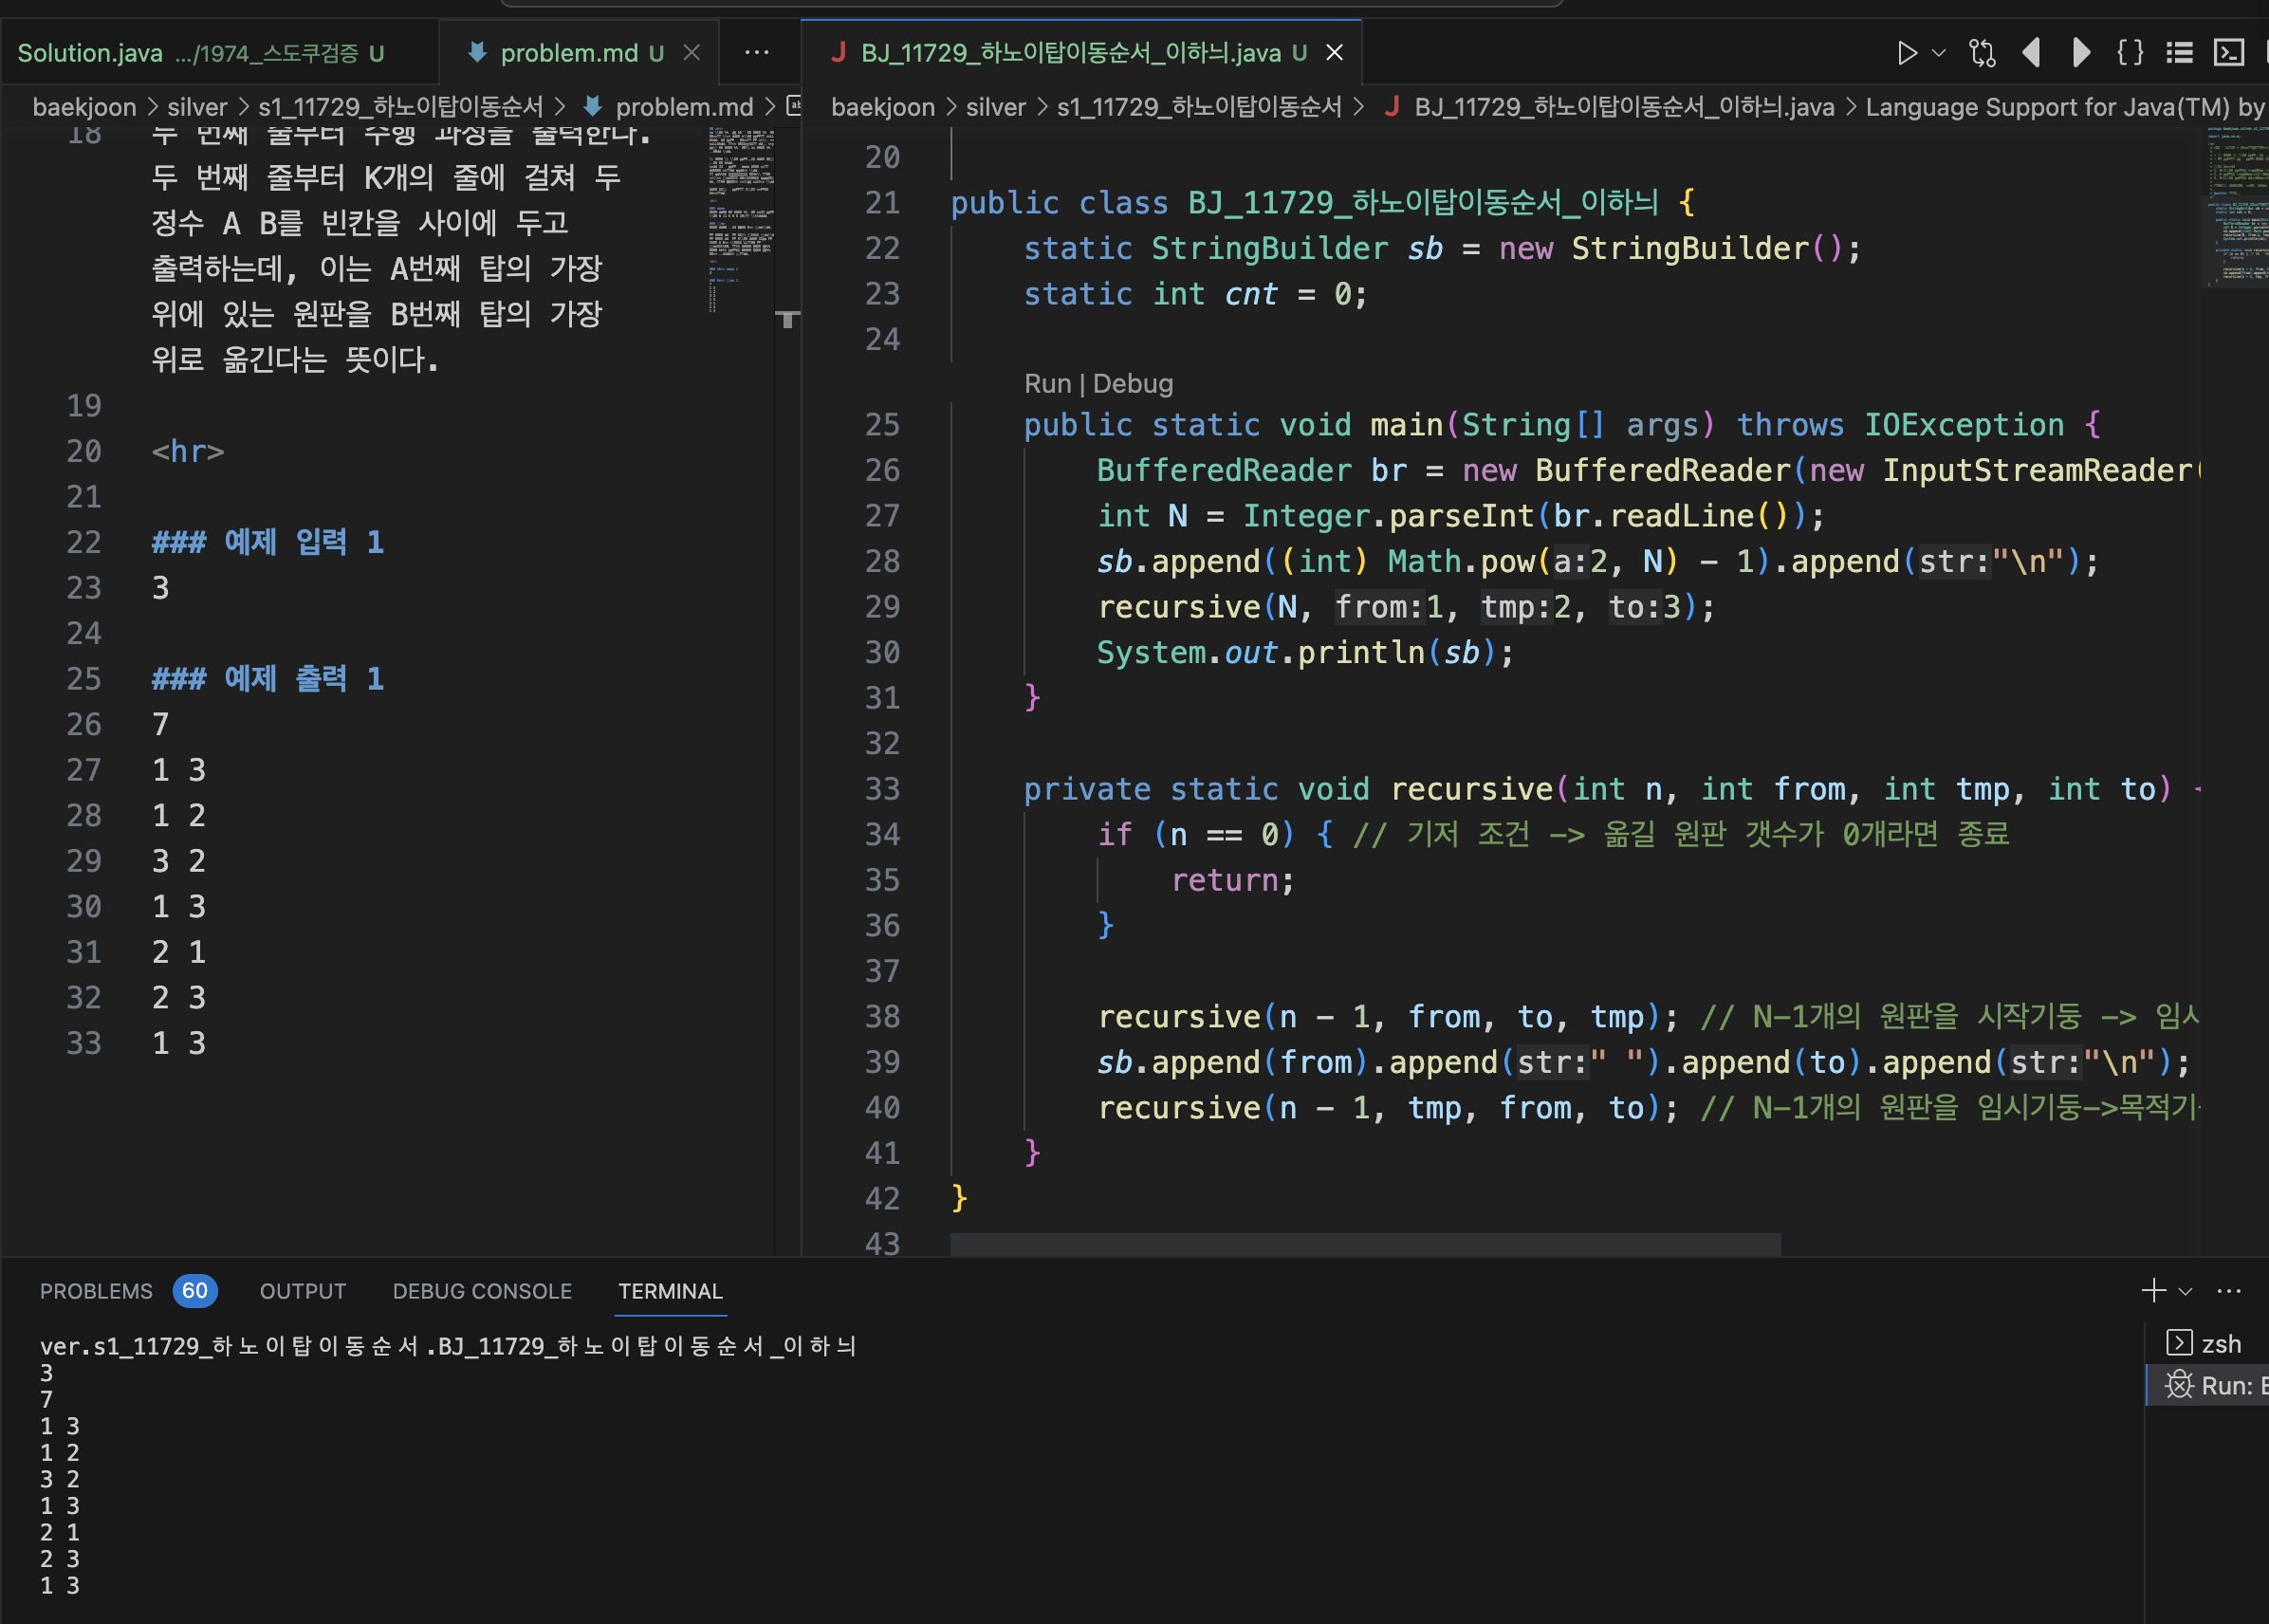 Solution.java .../1974_스도쿠검증 U
problem.md U
BJ_11729_하노이탑이동순서_이하늬.java U
baekjoon > silver > s1_11729_하노이탑이동순서 > problem.md >
baekjoon > silver > s1_11729_하노이탑이동순서 > BJ_11729_하노이탑이동순서_이하늬.java > Language Support for Java(TM) by
18 두 번째 줄부터 수행 과정을 출력한다.
두 번째 줄부터 K개의 줄에 걸쳐 두
정수 A B를 빈칸을 사이에 두고
출력하는데, 이는 A번째 탑의 가장
위에 있는 원판을 B번째 탑의 가장
위로 옮긴다는 뜻이다.
19
20 <hr>
21
22 ### 예제 입력 1
23 3
24
25 ### 예제 출력 1
26 7
27 1 3
28 1 2
29 3 2
30 1 3
31 2 1
32 2 3
33 1 3
20
21 public class BJ_11729_하노이탑이동순서_이하늬 {
22 static StringBuilder sb = new StringBuilder();
23 static int cnt = 0;
24
Run | Debug
25 public static void main(String[] args) throws IOException {
26 BufferedReader br = new BufferedReader(new InputStreamReader(
27 int N = Integer.parseInt(br.readLine());
28 sb.append((int) Math.pow(a:2, N) - 1).append(str:"\n");
29 recursive(N, from:1, tmp:2, to:3);
30 System.out.println(sb);
31 }
32
33 private static void recursive(int n, int from, int tmp, int to) {
34 if (n == 0) { // 기저 조건 -> 옮길 원판 갯수가 0개라면 종료
35 return;
36 }
37
38 recursive(n - 1, from, to, tmp); // N-1개의 원판을 시작기둥 -> 임시
39 sb.append(from).append(str:" ").append(to).append(str:"\n");
40 recursive(n - 1, tmp, from, to); // N-1개의 원판을 임시기둥->목적기
41 }
42 }
43
PROBLEMS 60 OUTPUT DEBUG CONSOLE TERMINAL
ver.s1_11729_하노이탑이동순서.BJ_11729_하노이탑이동순서_이하늬
3
7
1 3
1 2
3 2
1 3
2 1
2 3
1 3
zsh
Run: